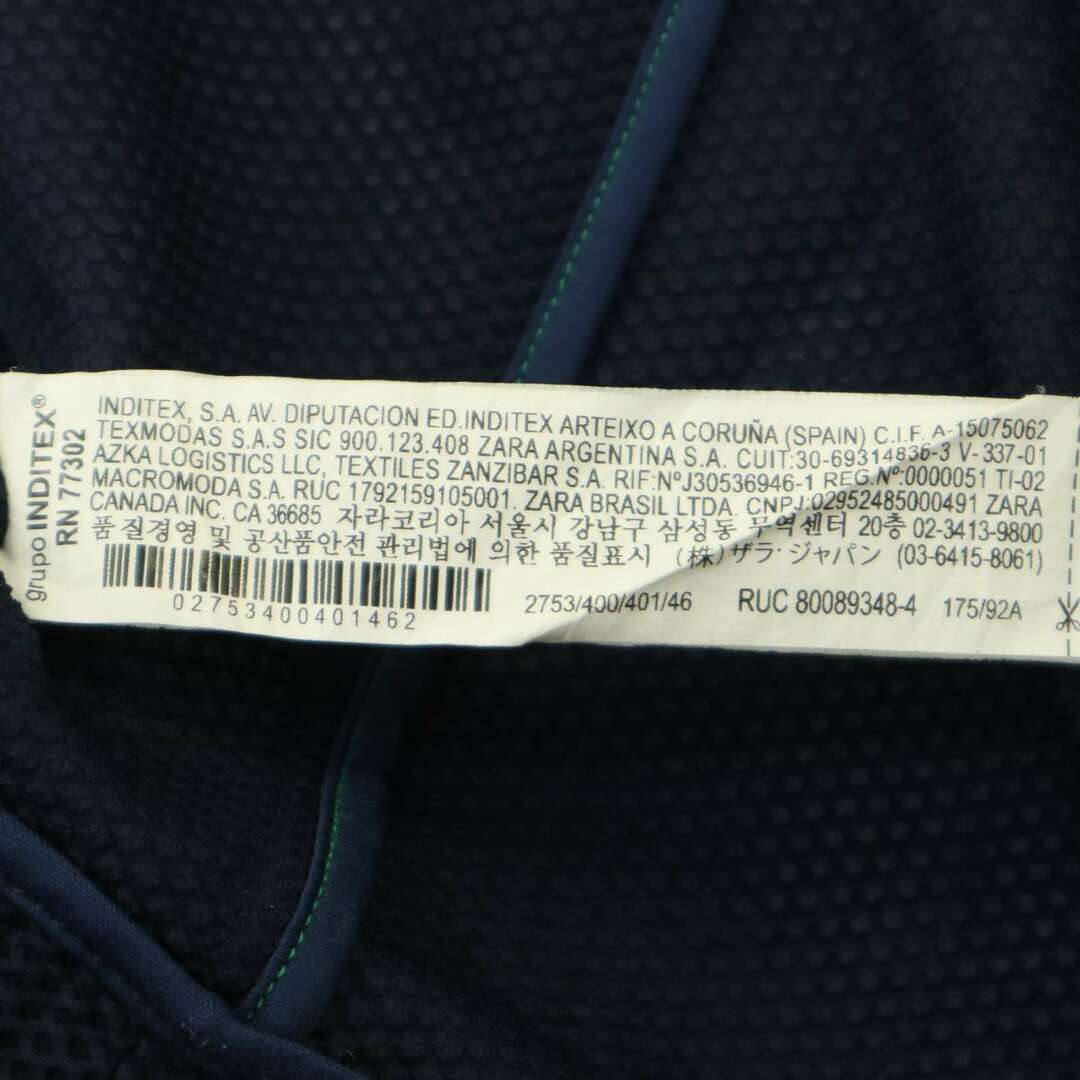 grupo INDITEX®
RN 77302
INDITEX, S.A. AV. DIPUTACION ED.INDITEX ARTEIXO A CORUÑA (SPAIN) C.I.F. A-15075062
TEXMODAS S.A.S SIC 900.123.408 ZARA ARGENTINA S.A. CUIT:30-69314836-3 V-337-01
AZKA LOGISTICS LLC, TEXTILES ZANZIBAR S.A. RIF:NºJ30536946-1 REG.Nº:0000051 TI-02
MACROMODA S.A. RUC 1792159105001. ZARA BRASIL LTDA. CNPJ:02952485000491 ZARA
CANADA INC. CA 36685 자라코리아 서울시 강남구 삼성동 무역센터 20층 02-3413-9800
품질경영 및 공산품안전 관리법에 의한 품질표시 (株)ザラ・ジャパン (03-6415-8061)
02753400401462
2753/400/401/46 RUC 80089348-4 175/92A